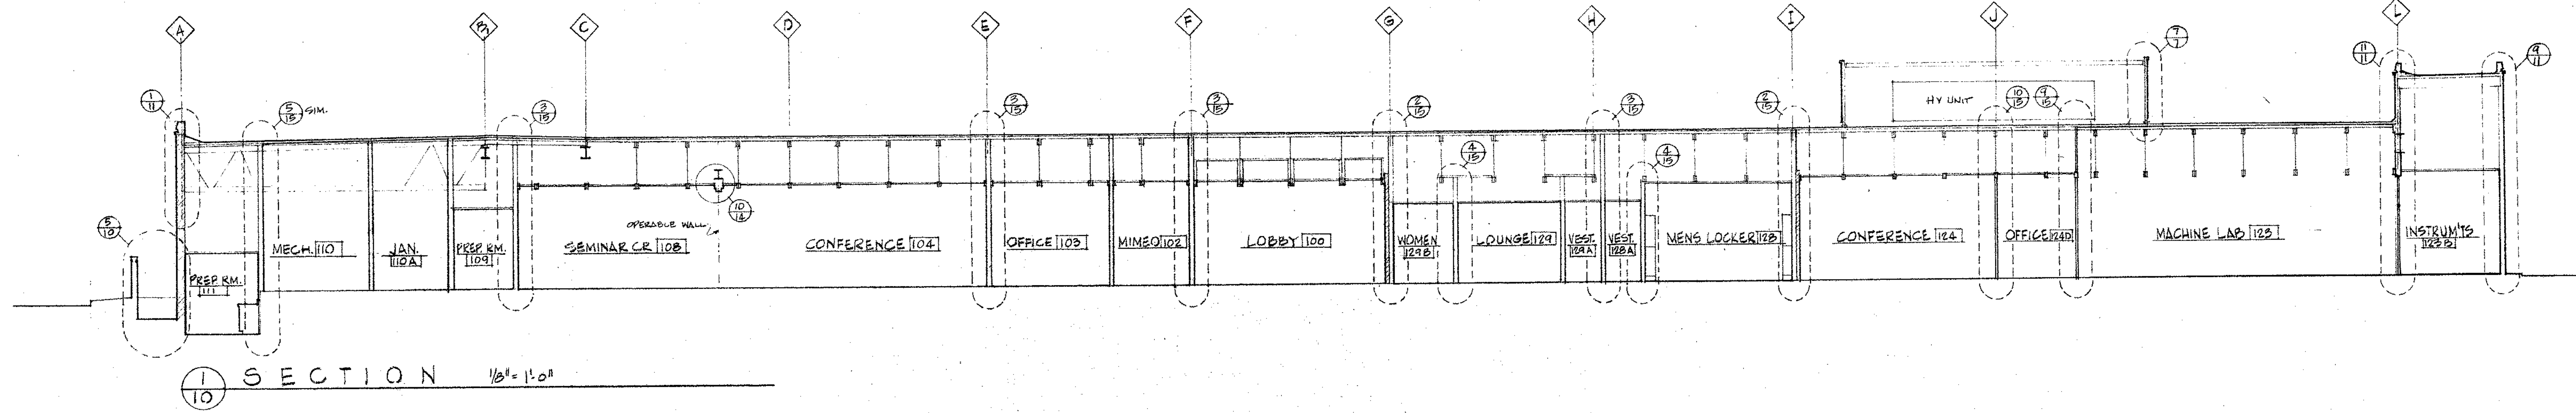 A
B1
C
D
E
F
G
H
I
J
L
1
11
5
15
SIM.
3
15
3
15
3
15
2
15
3
15
2
15
10
15
9
15
7
7
11
11
9
11
4
15
4
15
HV UNIT
5
10
10
14
OPERABLE WALL
PREP. RM.
111
MECH. 110
JAN.
110A
PREP. RM.
109
SEMINAR C.R. 108
CONFERENCE 104
OFFICE 103
MIMEO 102
LOBBY 100
WOMEN
129B
LOUNGE 129
VEST.
129A
VEST.
128A
MENS LOCKER 128
CONFERENCE 124
OFFICE 124D
MACHINE LAB 123
INSTRUM'TS
123B
1
10
SECTION 1/8" = 1'-0"